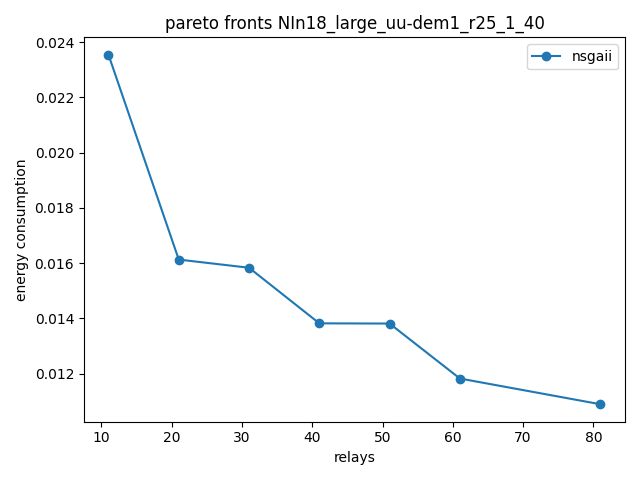 pareto fronts NIn18_large_uu-dem1_r25_1_40
nsgaii
energy consumption
0.024
0.022
0.020
0.018
0.016
0.014
0.012
10 20 30 40 50 60 70 80
relays